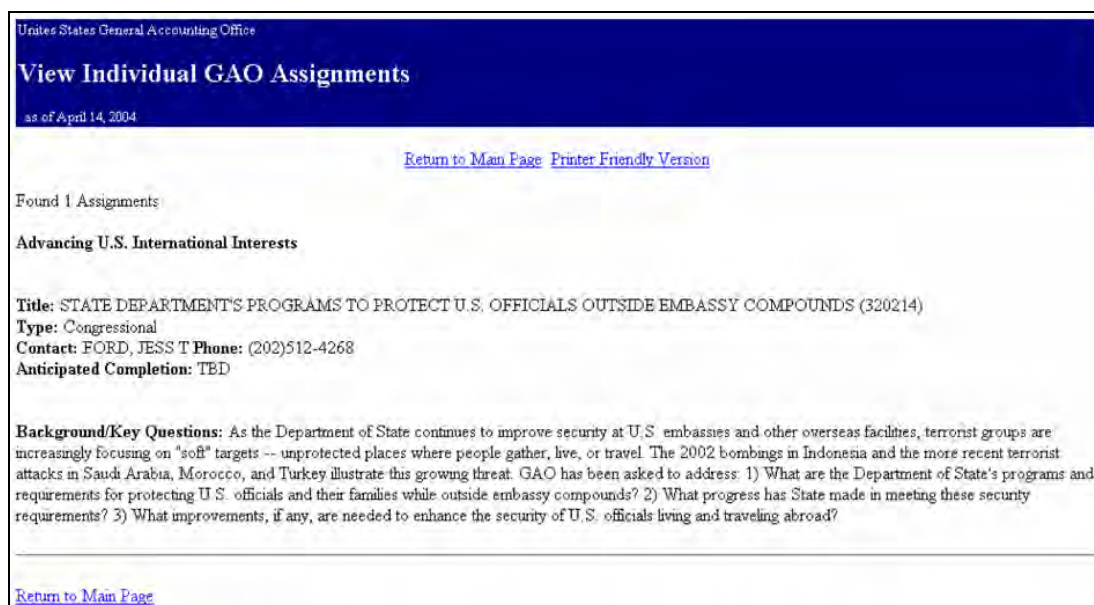 Unites States General Accounting Office
View Individual GAO Assignments
as of April 14, 2004
Return to Main Page Printer Friendly Version
Found 1 Assignments
Advancing U.S. International Interests
Title: STATE DEPARTMENT'S PROGRAMS TO PROTECT U.S. OFFICIALS OUTSIDE EMBASSY COMPOUNDS (320214)
Type: Congressional
Contact: FORD, JESS T Phone: (202)512-4268
Anticipated Completion: TBD
Background/Key Questions: As the Department of State continues to improve security at U.S. embassies and other overseas facilities, terrorist groups are
increasingly focusing on "soft" targets -- unprotected places where people gather, live, or travel. The 2002 bombings in Indonesia and the more recent terrorist
attacks in Saudi Arabia, Morocco, and Turkey illustrate this growing threat. GAO has been asked to address: 1) What are the Department of State's programs and
requirements for protecting U.S. officials and their families while outside embassy compounds? 2) What progress has State made in meeting these security
requirements? 3) What improvements, if any, are needed to enhance the security of U.S. officials living and traveling abroad?
Return to Main Page